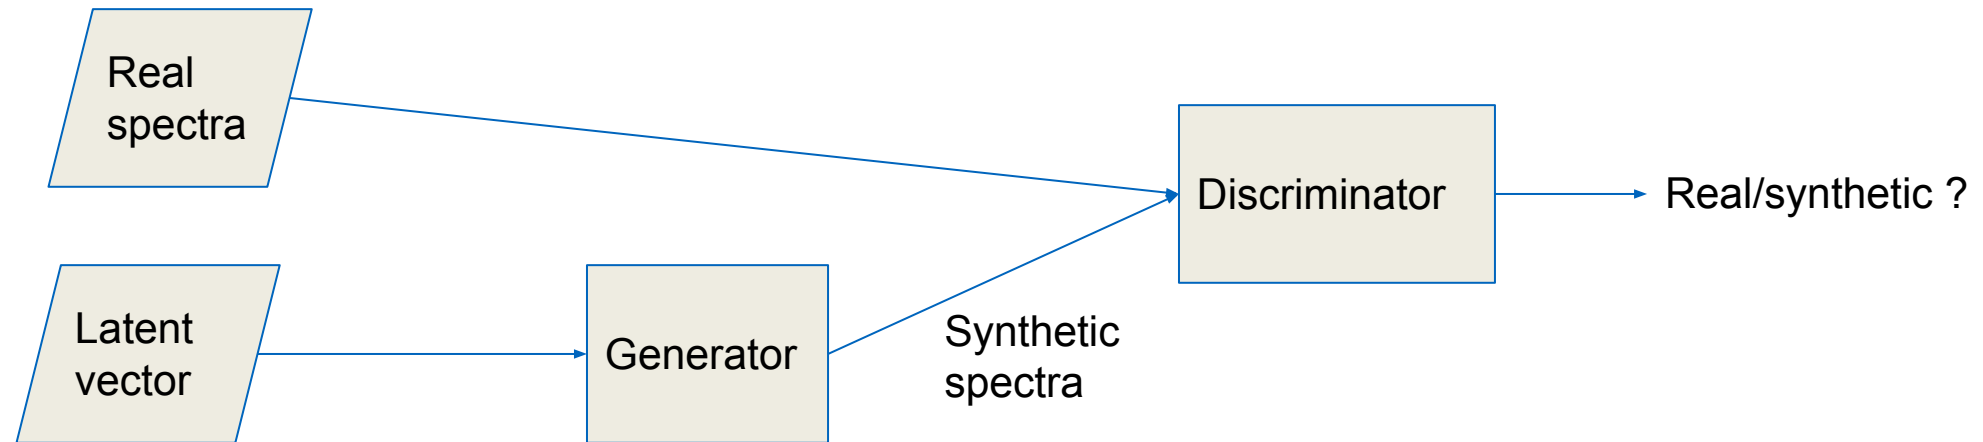 Real
spectra
Discriminator
Real/synthetic ?
Latent
vector
Generator
Synthetic
spectra